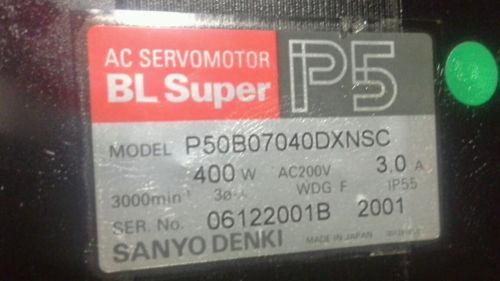 AC SERVOMOTOR
BL Super P5
MODEL P50B07040DXNSC
400 W AC200V 3.0 A
3000min⁻¹ 3ø WDG F IP55
SER. No. 06122001B 2001
SANYO DENKI MADE IN JAPAN